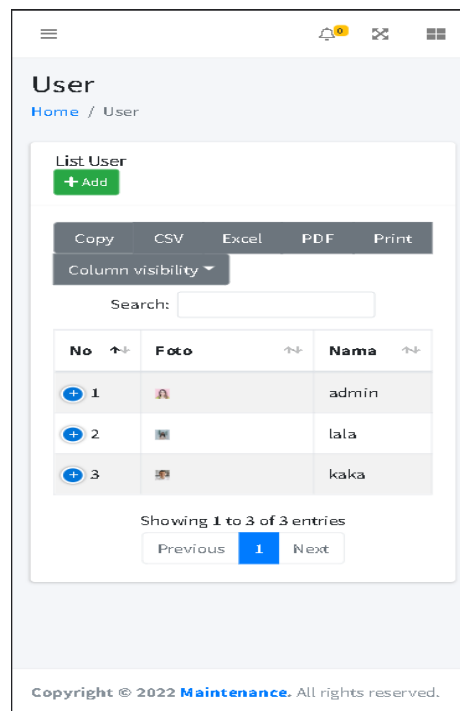 0
User
Home / User
List User
+ Add
Copy CSV Excel PDF Print
Column visibility
Search:
No Foto Nama
1 admin
2 lala
3 kaka
Showing 1 to 3 of 3 entries
Previous 1 Next
Copyright © 2022 Maintenance. All rights reserved.